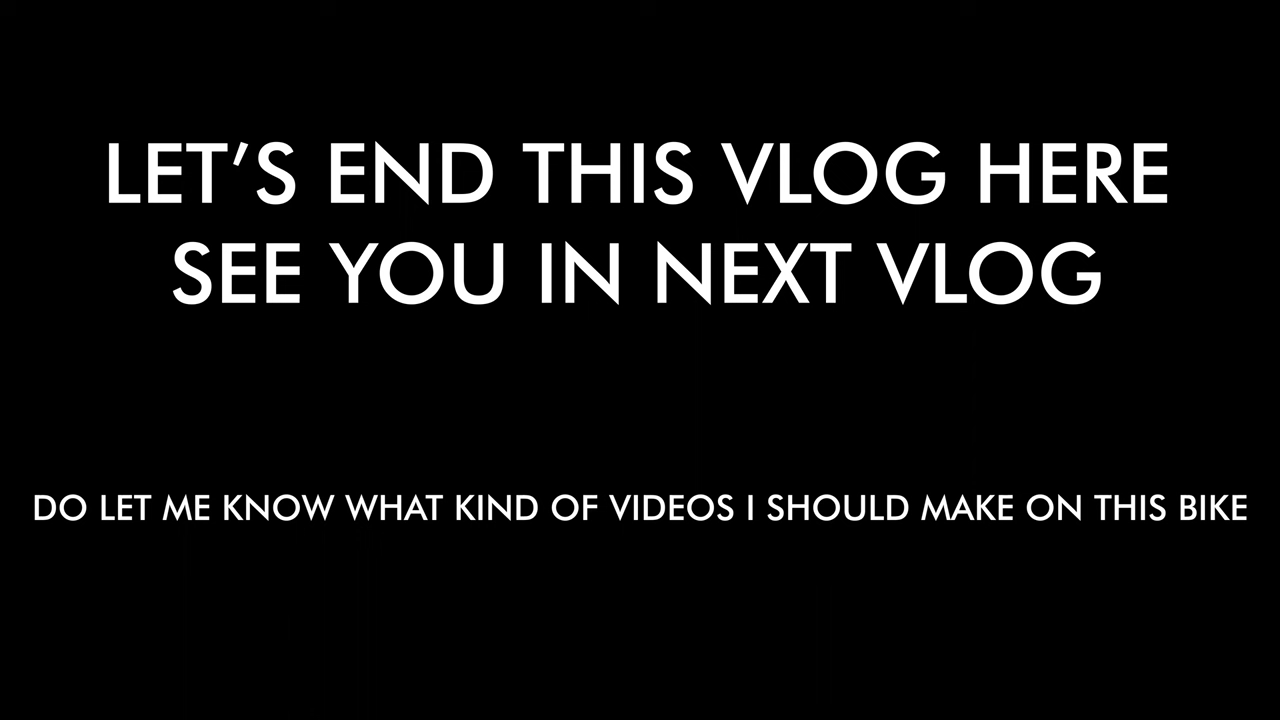 LET’S END THIS VLOG HERE
SEE YOU IN NEXT VLOG
DO LET ME KNOW WHAT KIND OF VIDEOS I SHOULD MAKE ON THIS BIKE